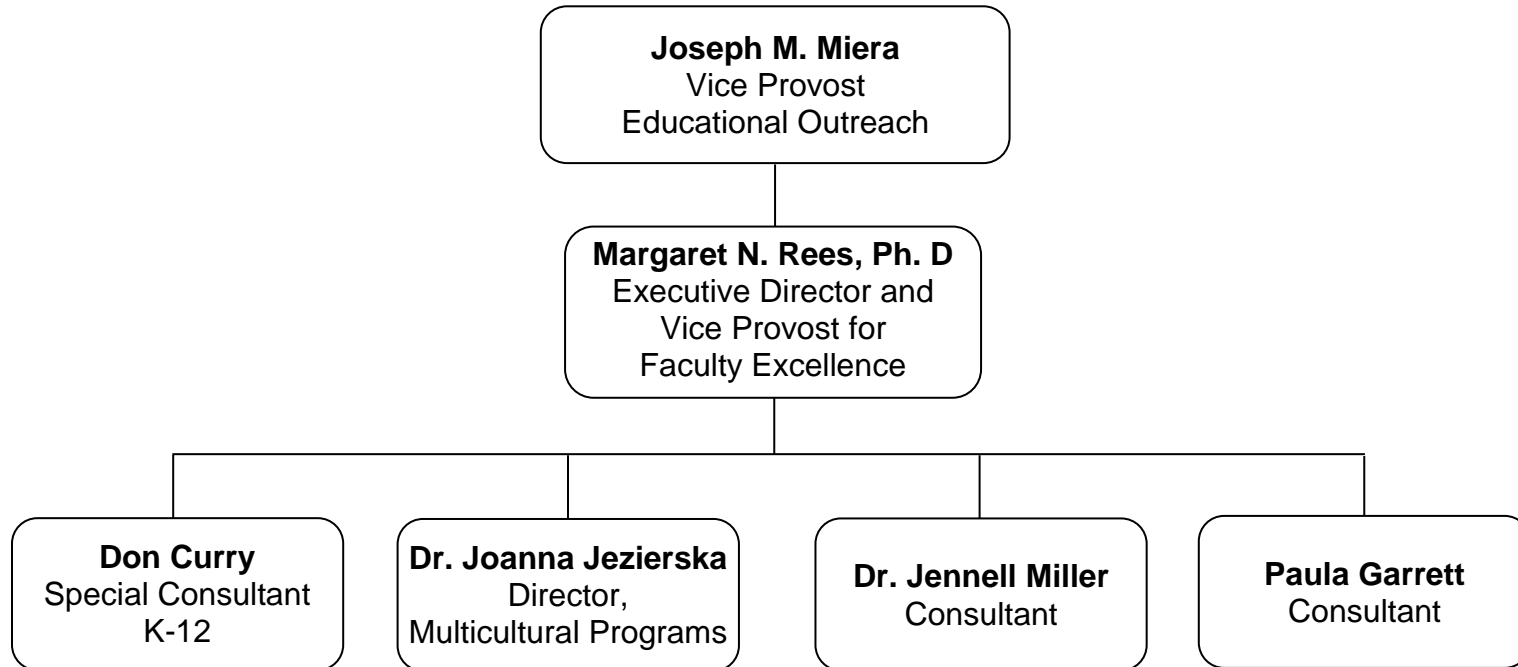 Joseph M. Miera
Vice Provost
Educational Outreach
Margaret N. Rees, Ph. D
Executive Director and
Vice Provost for
Faculty Excellence
Don Curry
Special Consultant
K-12
Dr. Joanna Jezierska
Director,
Multicultural Programs
Dr. Jennell Miller
Consultant
Paula Garrett
Consultant